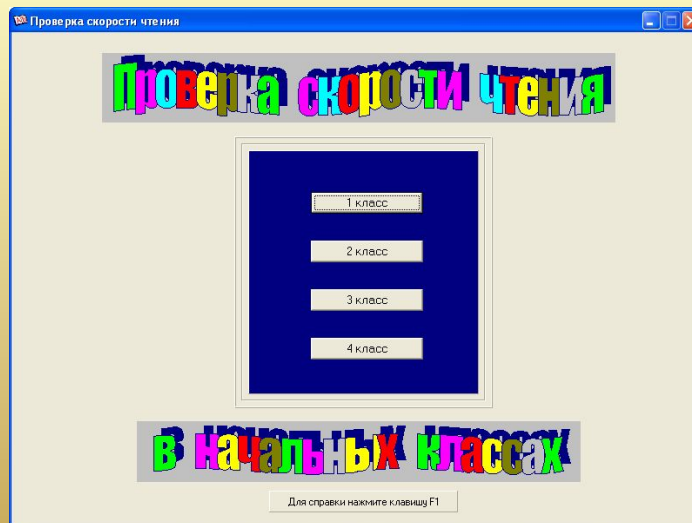 Проверка скорости чтения
Проверка скорости чтения
1 класс
2 класс
3 класс
4 класс
в начальных классах
Для справки нажмите клавишу F1